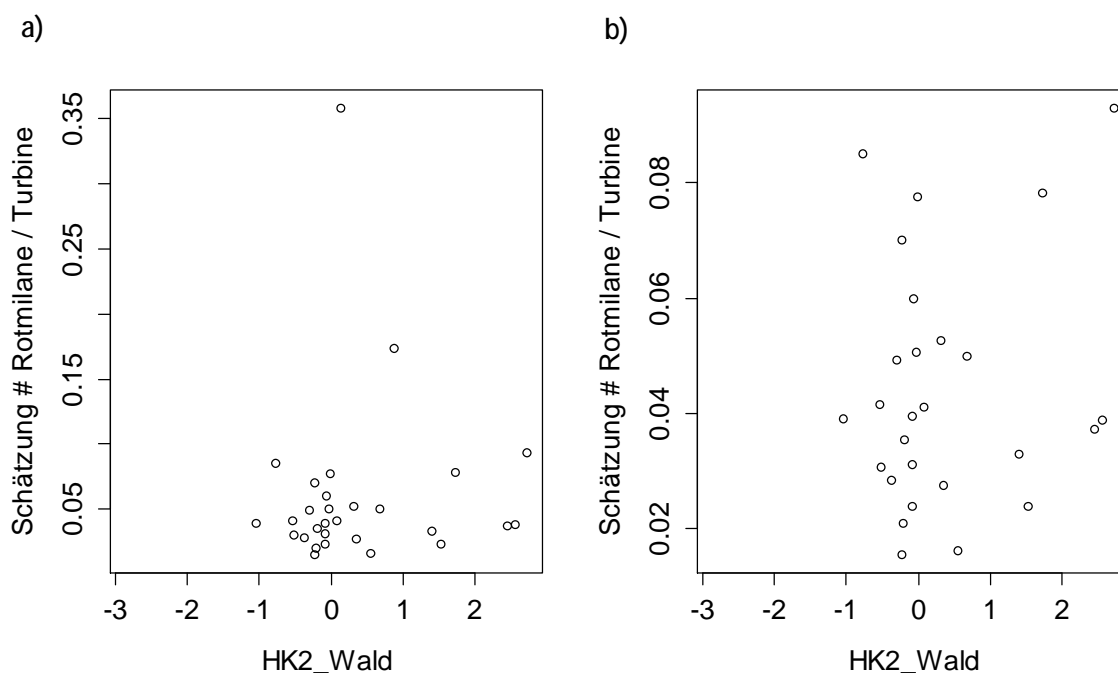 a)
Schätzung # Rotmilane / Turbine
0.35
0.25
0.15
0.05
-3 -2 -1 0 1 2
HK2_Wald
b)
Schätzung # Rotmilane / Turbine
0.08
0.06
0.04
0.02
-3 -2 -1 0 1 2
HK2_Wald